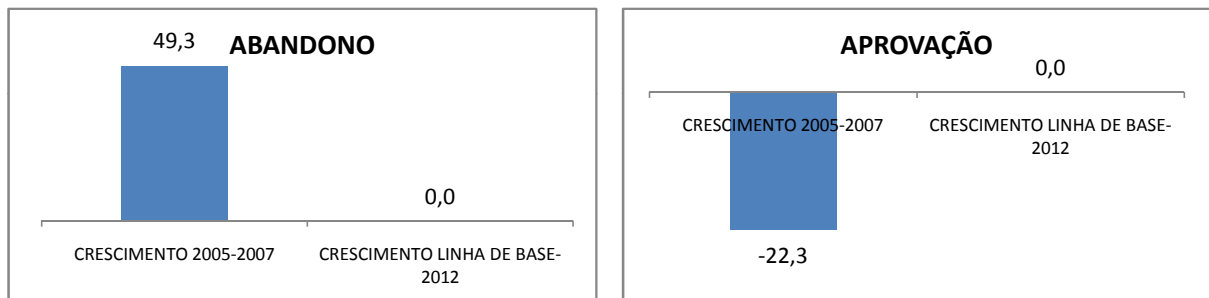 ABANDONO
49,3
0,0
CRESCIMENTO 2005-2007
CRESCIMENTO LINHA DE BASE-
2012
APROVAÇÃO
0,0
CRESCIMENTO 2005-2007
CRESCIMENTO LINHA DE BASE-
2012
-22,3